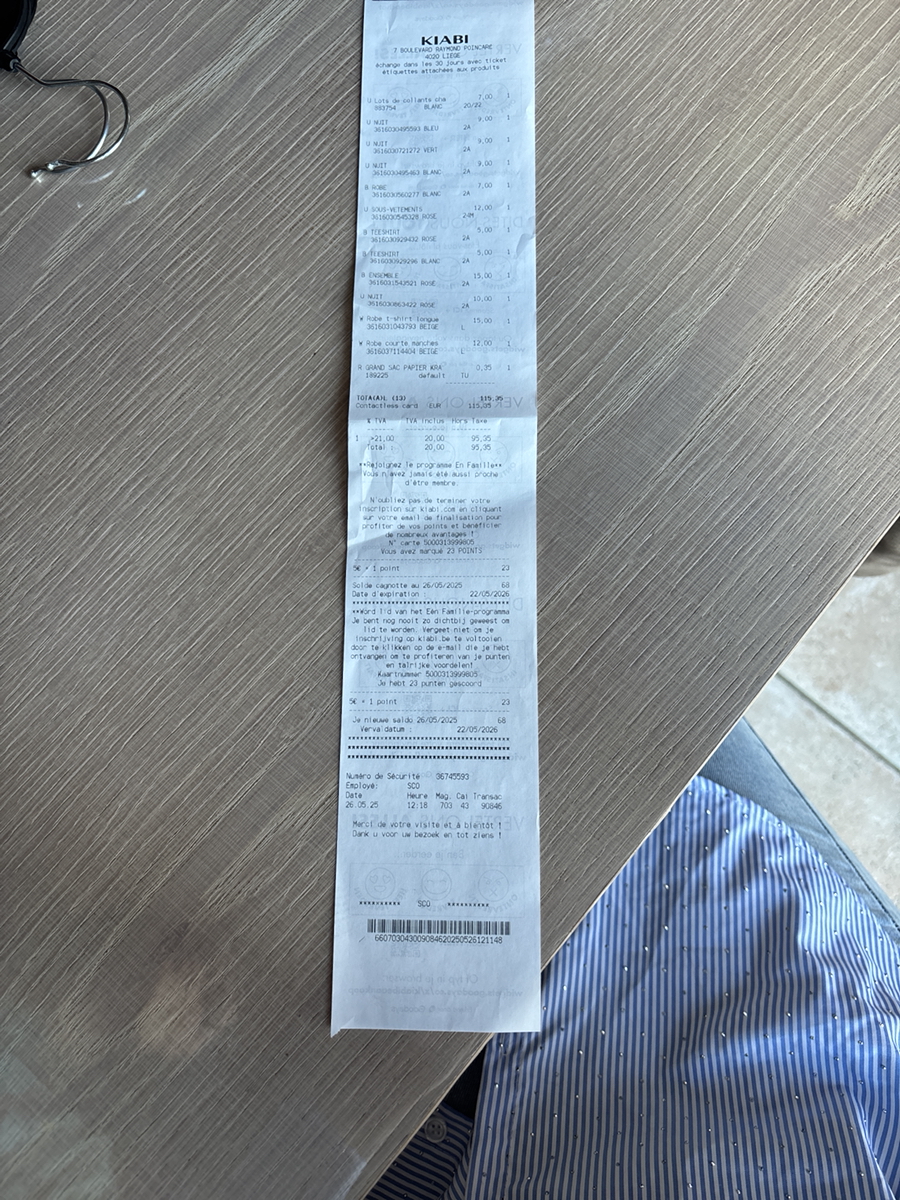 KIABI
7 BOULEVARD RAYMOND POINCARE
4020 LIEGE
échange dans les 30 jours avec ticket
étiquettes attachées aux produits
U Lots de collants cha 7,00 1
883754 BLANC 20/22
U NUIT 9,00 1
3616030495593 BLEU 2A
U NUIT 9,00 1
3616030721272 VERT 2A
U NUIT 9,00 1
3616030495463 BLANC 2A
B ROBE 7,00 1
3616030560277 BLANC 2A
U SOUS-VETEMENTS 12,00 1
3616030545328 ROSE 24M
B TEESHIRT 5,00 1
3616030929432 ROSE 2A
B TEESHIRT 5,00 1
3616030929296 BLANC 2A
B ENSEMBLE 15,00 1
3616031543521 ROSE 2A
U NUIT 10,00 1
3616030863422 ROSE 2A
W Robe t-shirt longue 15,00 1
3616031043793 BEIGE L
W Robe courte manches 12,00 1
3616037114404 BEIGE L
R GRAND SAC PAPIER KRA 0,35 1
189225 default TU
TOTA(A)L (13) 115,35
Contactless card EUR 115,35
% TVA TVA inclus Hors Taxe
1 *21,00 20,00 95,35
Total 20,00 95,35
**Rejoignez le programme En Famille**
Vous n'avez jamais été aussi proche
d'être membre.
N'oubliez pas de terminer votre
inscription sur kiabi.com en cliquant
sur votre email de finalisation pour
profiter de vos points et bénéficier
de nombreux avantages !
N° carte 5000313999805
Vous avez marqué 23 POINTS
5€ = 1 point 23
Solde cagnotte au 26/05/2025 68
Date d'expiration : 22/05/2026
**Word lid van het Eén Familie-programma
Je bent nog nooit zo dichtbij geweest om
lid te worden. Vergeet niet om je
inschrijving op kiabi.be te voltooien
door te klikken op de e-mail die je hebt
ontvangen om te profiteren van je punten
en talrijke voordelen!
Kaartnummer 5000313999805
Je hebt 23 punten gescoord
5€ = 1 point 23
Je nieuwe saldo 26/05/2025 68
Vervaldatum : 22/05/2026
Numéro de Sécurité 36745593
Employé: SCO
Date Heure Mag. Cai Transac
26.05.25 12:18 703 43 90846
Merci de votre visite et à bientôt !
Dank u voor uw bezoek en tot ziens !
********** SCO **********
660703043009084620250526121148